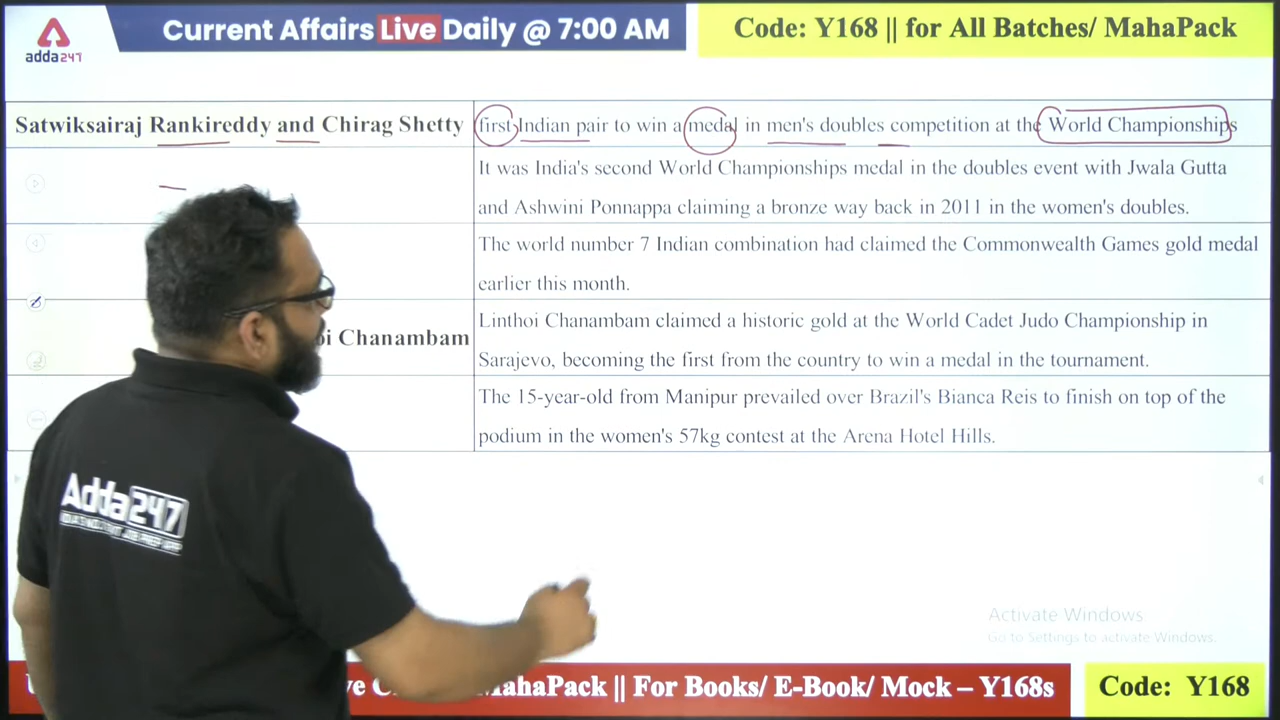 adda247
Current Affairs Live Daily @ 7:00 AM
Code: Y168 || for All Batches/ MahaPack
Satwiksairaj Rankireddy and Chirag Shetty
first Indian pair to win a medal in men's doubles competition at the World Championships
It was India's second World Championships medal in the doubles event with Jwala Gutta
and Ashwini Ponnappa claiming a bronze way back in 2011 in the women's doubles.
The world number 7 Indian combination had claimed the Commonwealth Games gold medal
earlier this month.
oi Chanambam
Linthoi Chanambam claimed a historic gold at the World Cadet Judo Championship in
Sarajevo, becoming the first from the country to win a medal in the tournament.
The 15-year-old from Manipur prevailed over Brazil's Bianca Reis to finish on top of the
podium in the women's 57kg contest at the Arena Hotel Hills.
Adda247
Activate Windows
Go to Settings to activate Windows.
MahaPack || For Books/ E-Book/ Mock – Y168s
Code: Y168